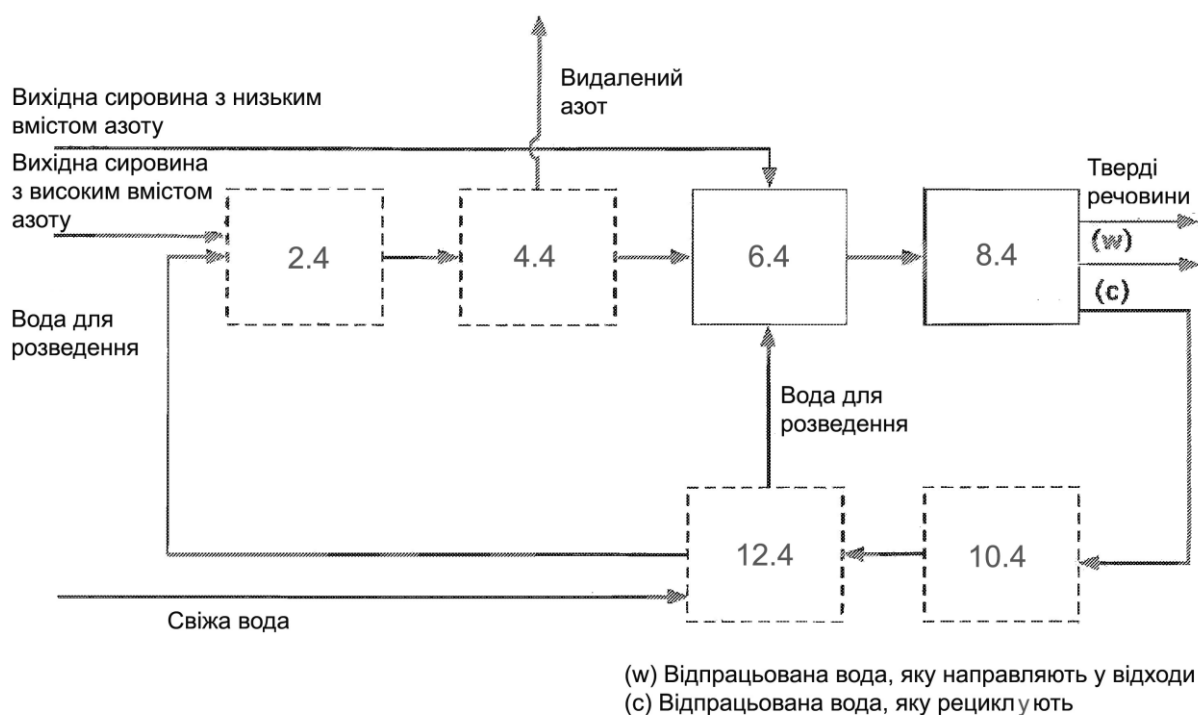 Видалений
азот
Вихідна сировина з низьким
вмістом азоту
Вихідна сировина
з високим вмістом
азоту
Тверді
речовини
(w)
(c)
2.4
4.4
6.4
8.4
Вода для
розведення
Вода для
розведення
12.4
10.4
Свіжа вода
(w) Відпрацьована вода, яку направляють у відходи
(c) Відпрацьована вода, яку рециклують